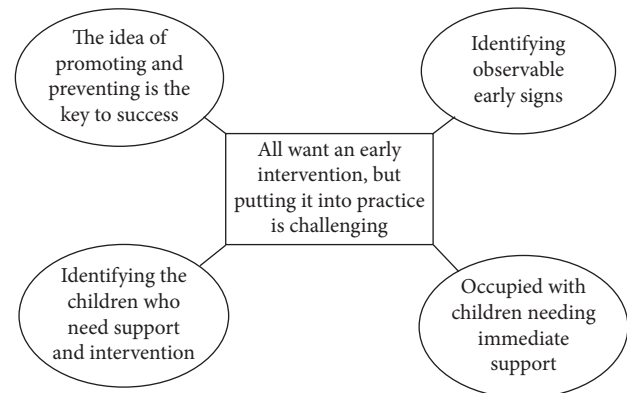 The idea of
promoting and
preventing is the
key to success
Identifying
observable
early signs
All want an early
intervention, but
putting it into practice
is challenging
Identifying the
children who
need support
and intervention
Occupied with
children needing
immediate
support